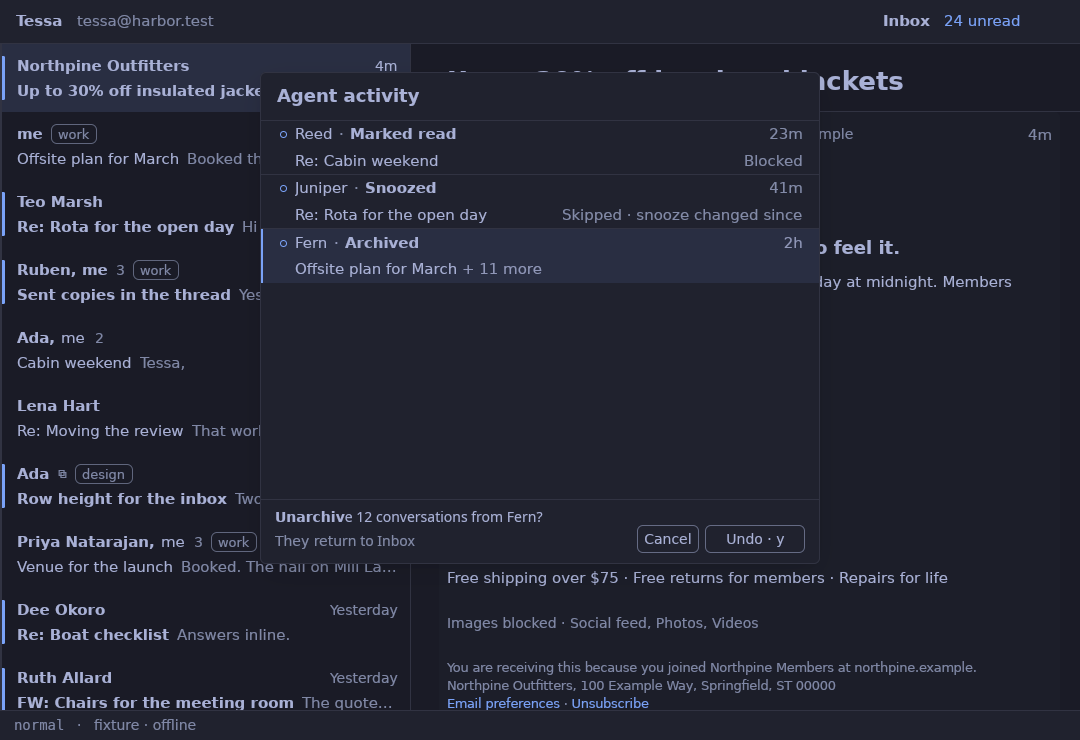 Tessa tessa@harbor.test Inbox 24 unread
Northpine Outfitters 4m
Up to 30% off insulated
me work
Offsite plan for March Booked
Teo Marsh
Re: Rota for the open day Hi
Ruben, me 3 work
Sent copies in the thread Yes
Ada, me 2
Cabin weekend Tessa,
Lena Hart
Re: Moving the review That
Ada design
Row height for the inbox
Priya Natarajan, me 3 work
Venue for the launch Booked. The hall on Mill La…
Dee Okoro Yesterday
Re: Boat checklist Answers inline.
Ruth Allard Yesterday
FW: Chairs for the meeting room The quote…
Agent activity
Reed · Marked read 23m
Re: Cabin weekend Blocked
Juniper · Snoozed 41m
Re: Rota for the open day Skipped · snooze changed since
Fern · Archived 2h
Offsite plan for March + 11 more
Unarchive 12 conversations from Fern?
They return to Inbox
Cancel Undo · y
4m
feel it.
at midnight. Members
Free shipping over $75 · Free returns for members · Repairs for life
Images blocked · Social feed, Photos, Videos
You are receiving this because you joined Northpine Members at northpine.example.
Northpine Outfitters, 100 Example Way, Springfield, ST 00000
Email preferences · Unsubscribe
normal · fixture · offline